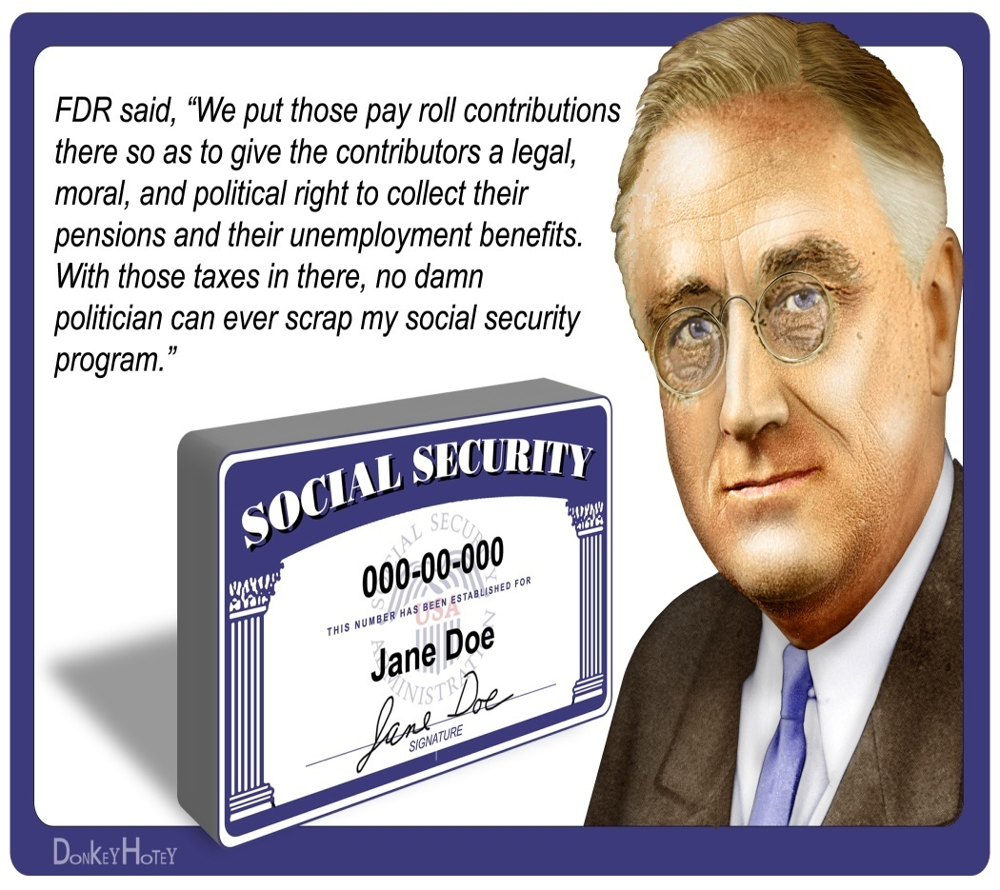 FDR said, “We put those pay roll contributions
there so as to give the contributors a legal,
moral, and political right to collect their
pensions and their unemployment benefits.
With those taxes in there, no damn
politician can ever scrap my social security
program.”
SOCIAL SECURITY
SOCIAL SECURITY ADMINISTRATION
USA
000-00-000
THIS NUMBER HAS BEEN ESTABLISHED FOR
Jane Doe
Jane Doe
SIGNATURE
DONKEYHOTEY